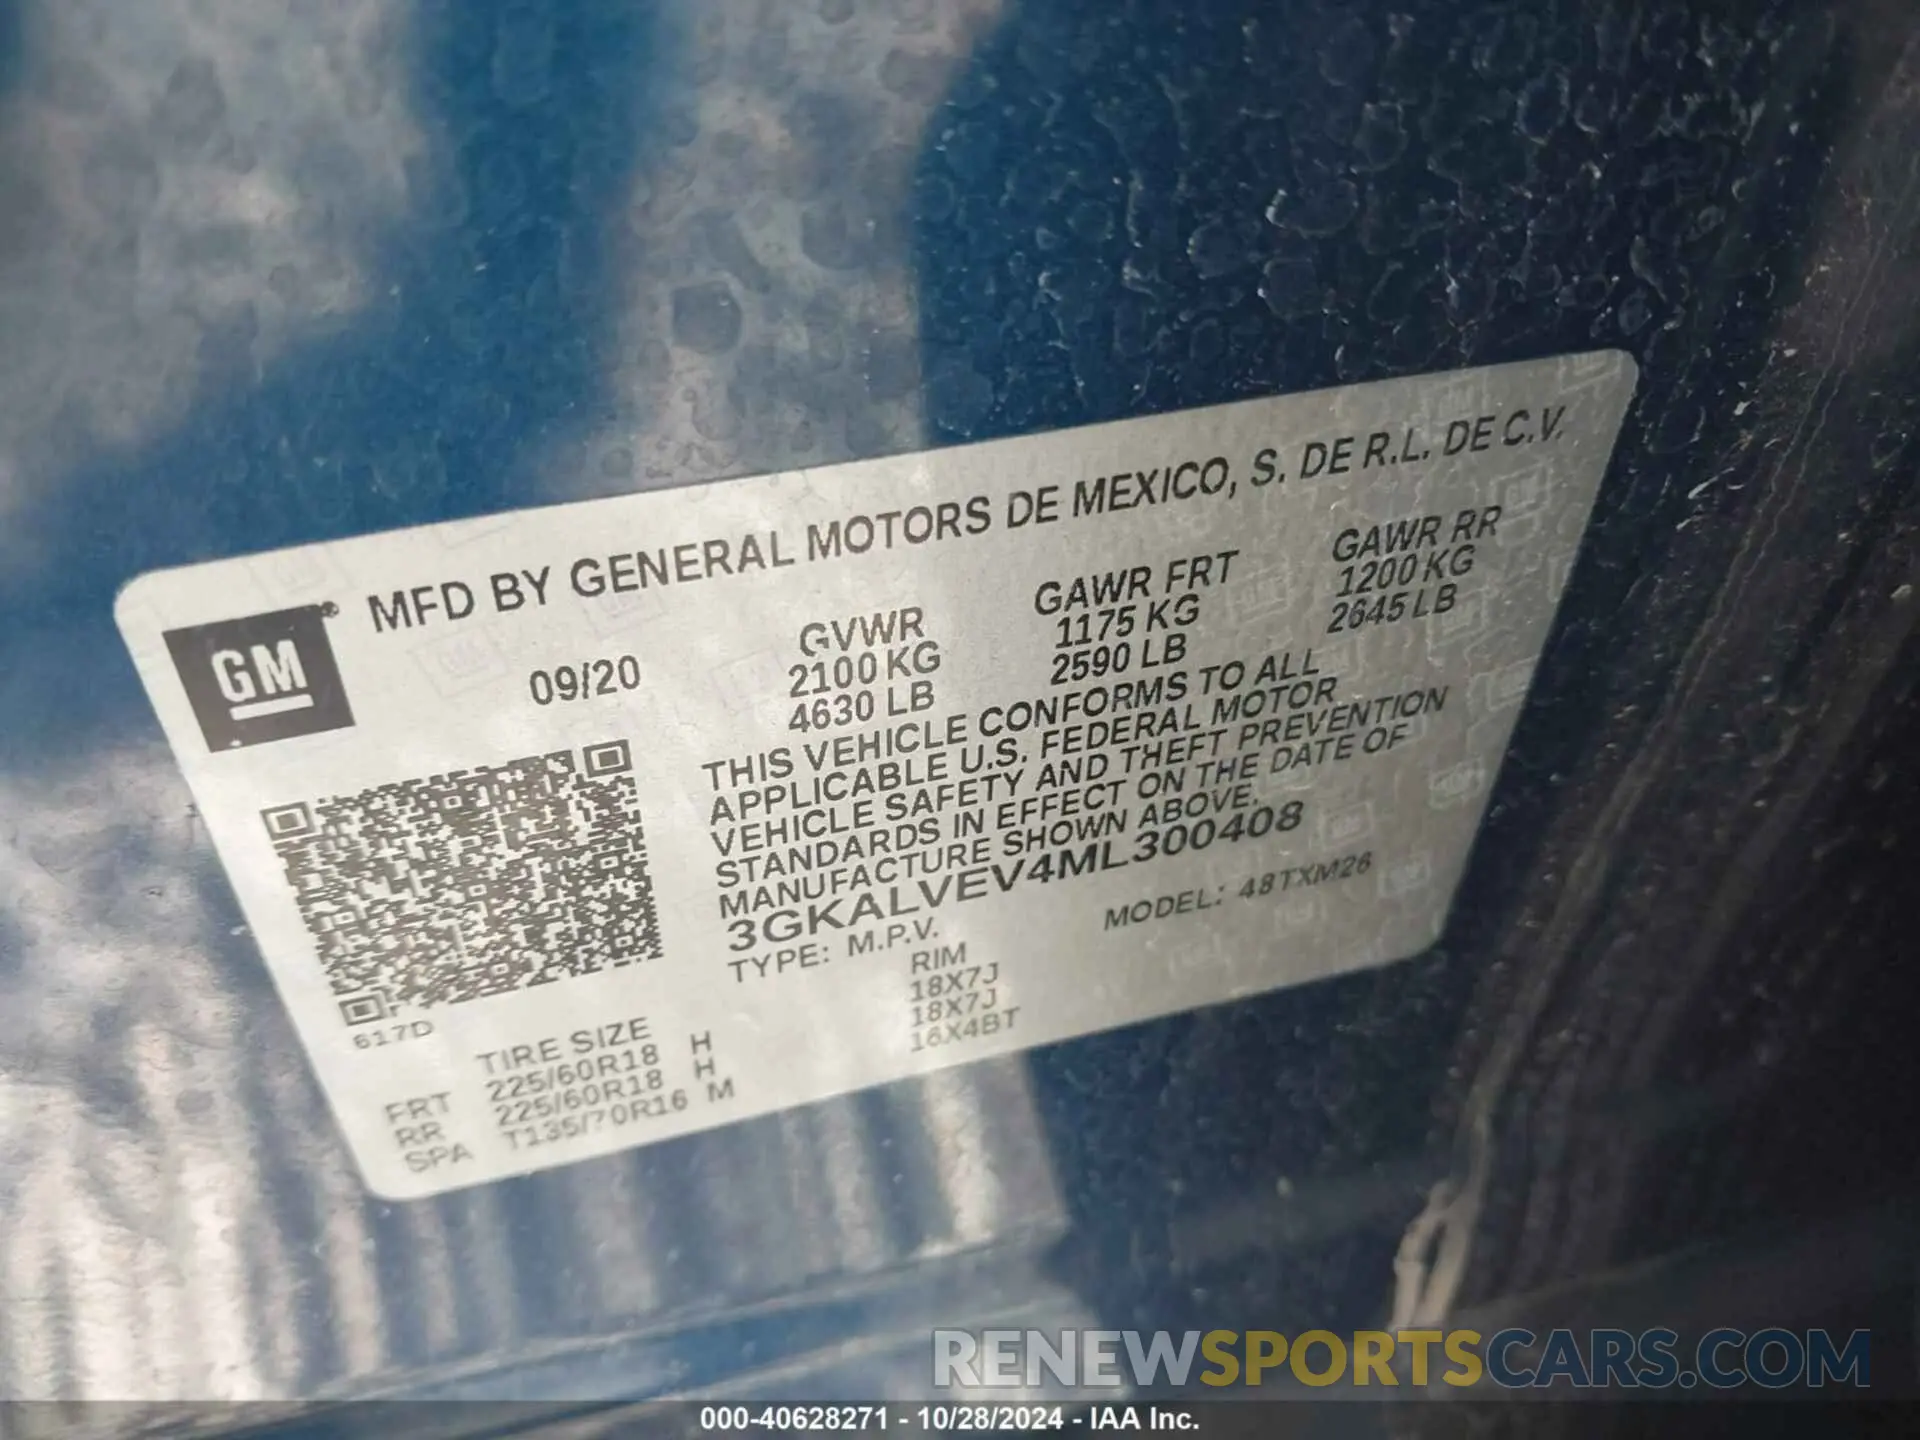 MFD BY GENERAL MOTORS DE MEXICO, S. DE R.L. DE C.V.
GM®
09/20
GVWR GAWR FRT GAWR RR
2100 KG 1175 KG 1200 KG
4630 LB 2590 LB 2645 LB
THIS VEHICLE CONFORMS TO ALL
APPLICABLE U.S. FEDERAL MOTOR
VEHICLE SAFETY AND THEFT PREVENTION
STANDARDS IN EFFECT ON THE DATE OF
MANUFACTURE SHOWN ABOVE.
3GKALVEV4ML300408
TYPE: M.P.V. MODEL: 48TXM26
617D
TIRE SIZE RIM
FRT 225/60R18 H 18X7J
RR 225/60R18 H 18X7J
SPA T135/70R16 M 16X4BT
RENEWSPORTSCARS.COM
000-40628271 - 10/28/2024 - IAA Inc.